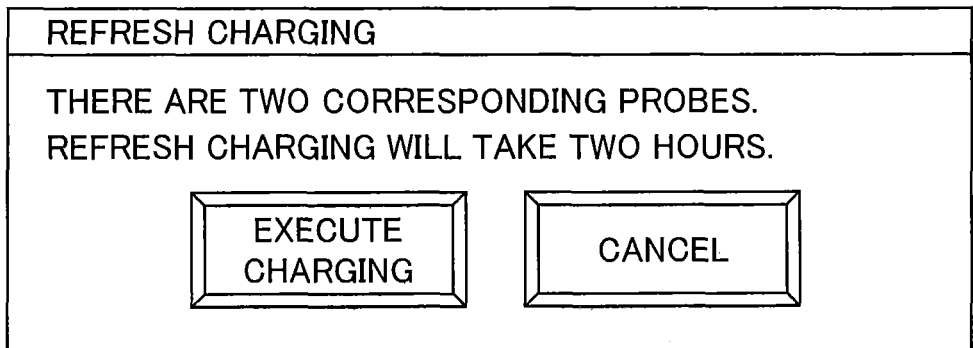 REFRESH CHARGING
THERE ARE TWO CORRESPONDING PROBES.
REFRESH CHARGING WILL TAKE TWO HOURS.
EXECUTE
CHARGING
CANCEL